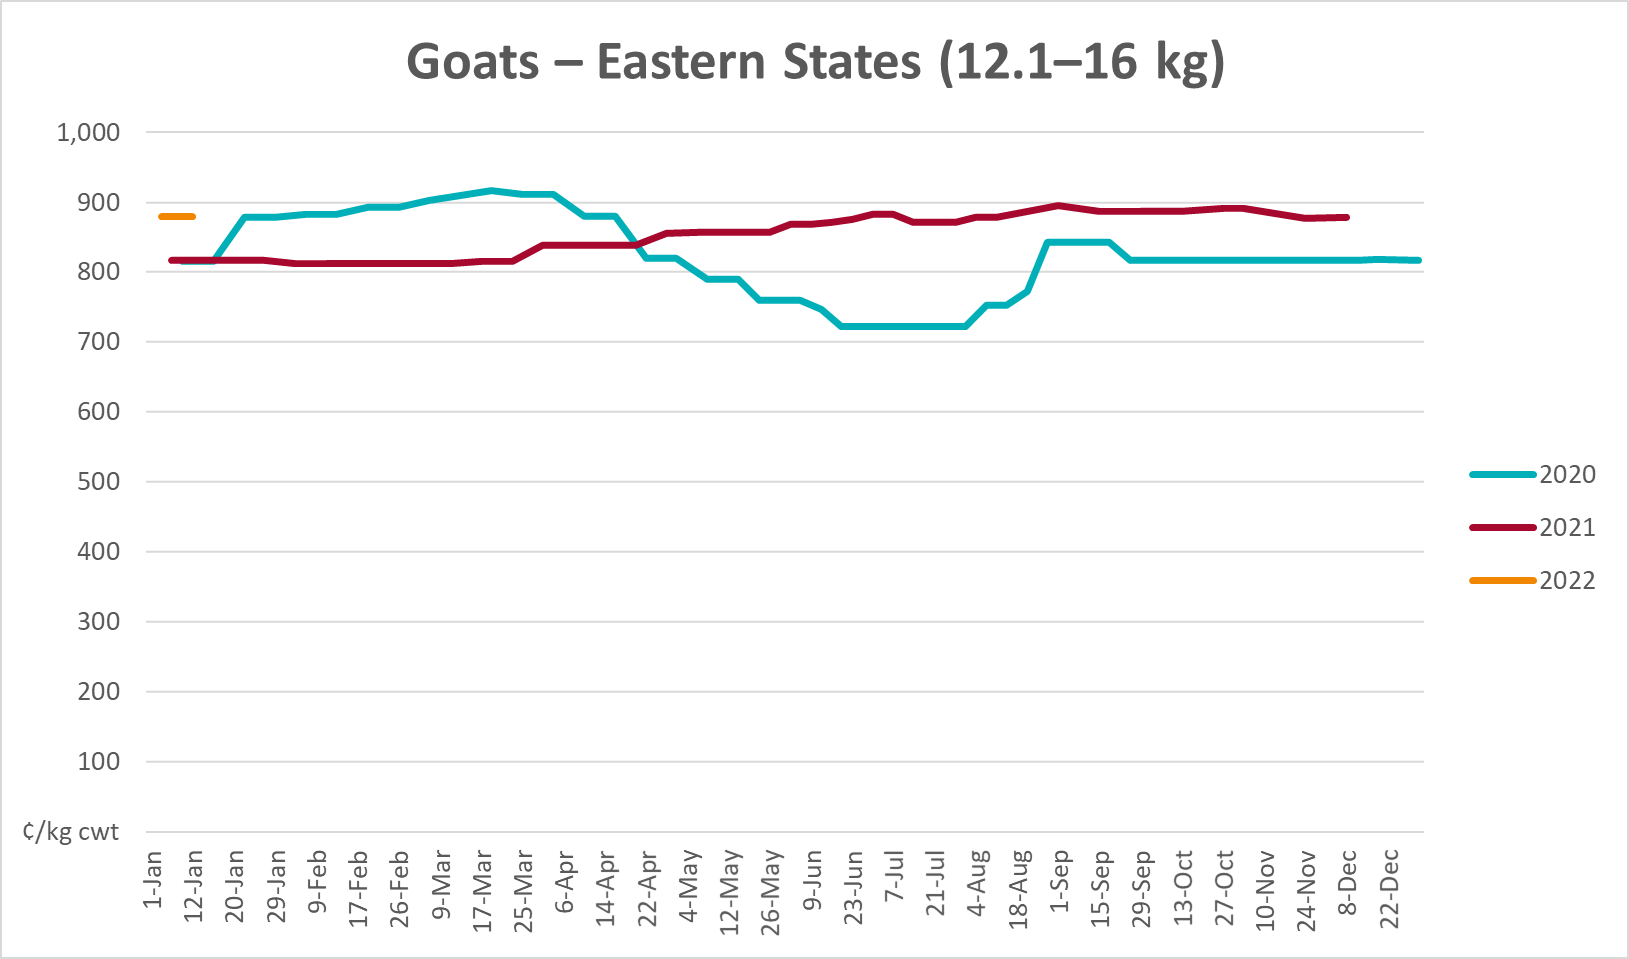 Goats – Eastern States (12.1–16 kg)
1,000
900
800
700
600
500
400
300
200
100
¢/kg cwt
1-Jan
12-Jan
20-Jan
29-Jan
9-Feb
17-Feb
26-Feb
9-Mar
17-Mar
25-Mar
6-Apr
14-Apr
22-Apr
4-May
12-May
26-May
9-Jun
23-Jun
7-Jul
21-Jul
4-Aug
18-Aug
1-Sep
15-Sep
29-Sep
13-Oct
27-Oct
10-Nov
24-Nov
8-Dec
22-Dec
2020
2021
2022